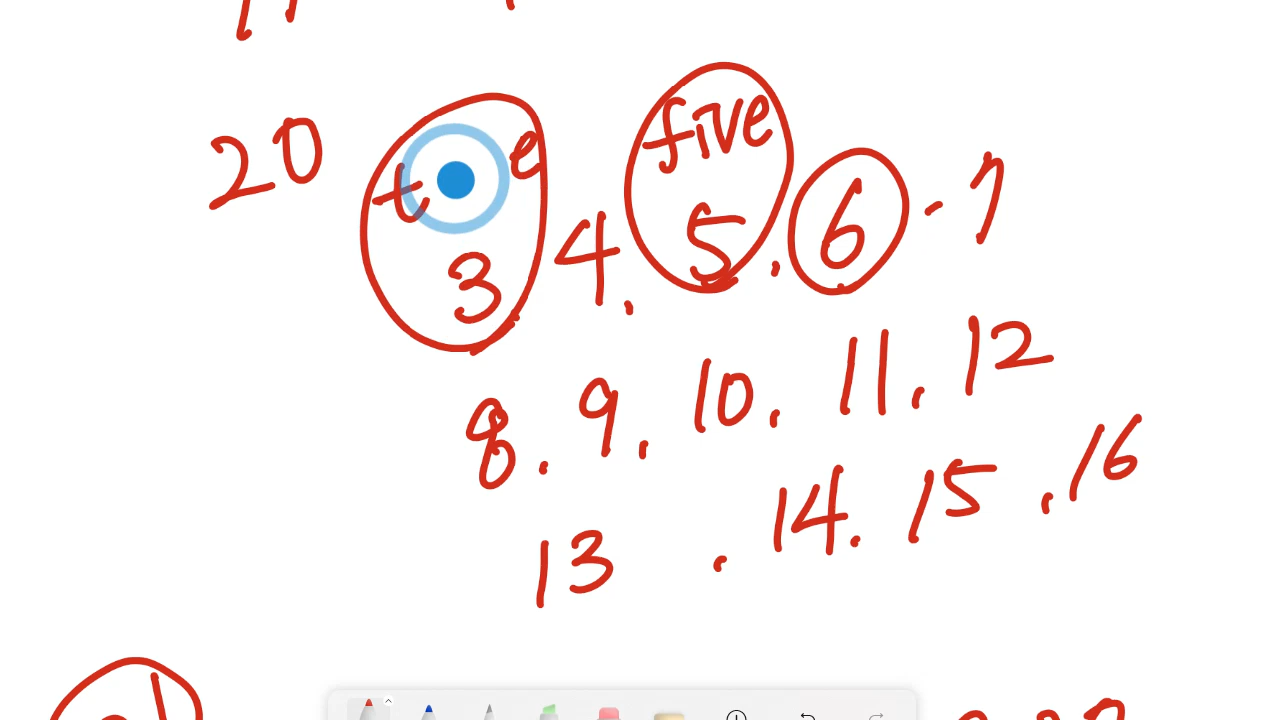 20
five
3 4. 5. 6 . 7
8. 9. 10. 11. 12
13 . 14. 15 . 16